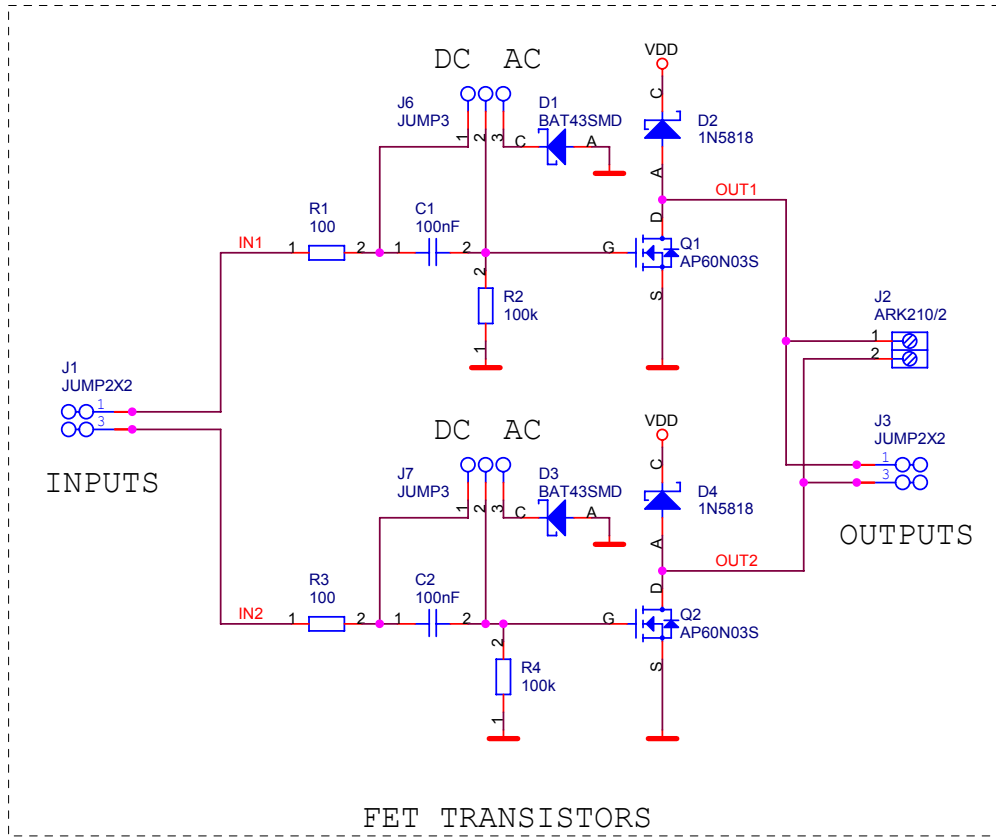 DC AC
VDD
J6
JUMP3
D1
BAT43SMD
C
D2
1N5818
1 2 3
C A
A
OUT1
R1
100
C1
100nF
D
IN1
1 2
1 2
G
Q1
AP60N03S
2
R2
100k
S
1
J2
ARK210/2
1
2
J1
JUMP2X2
1
3
INPUTS
DC AC
VDD
J3
JUMP2X2
1
3
OUTPUTS
J7
JUMP3
D3
BAT43SMD
C
D4
1N5818
1 2 3
C A
A
OUT2
R3
100
C2
100nF
D
IN2
1 2
1 2
G
Q2
AP60N03S
2
R4
100k
S
1
FET TRANSISTORS